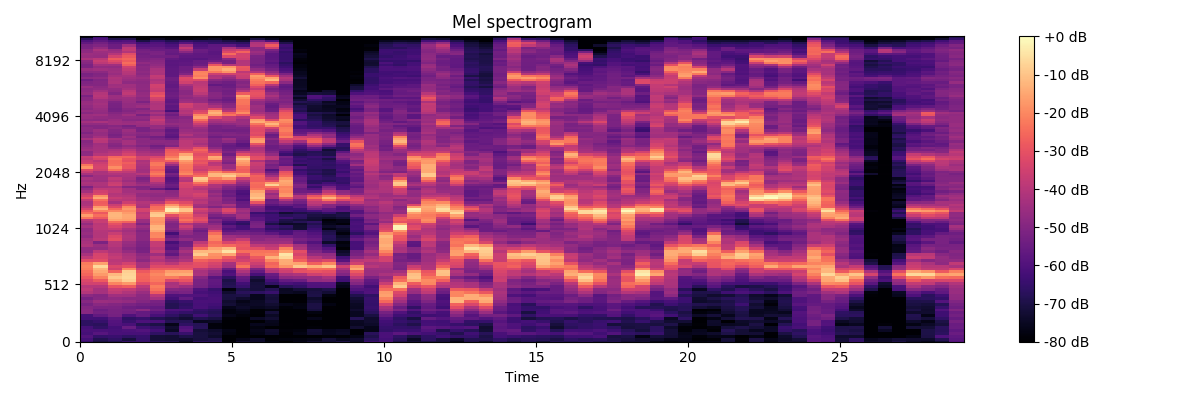 Mel spectrogram
8192
4096
2048
1024
512
0
Hz
0 5 10 15 20 25
Time
+0 dB
-10 dB
-20 dB
-30 dB
-40 dB
-50 dB
-60 dB
-70 dB
-80 dB